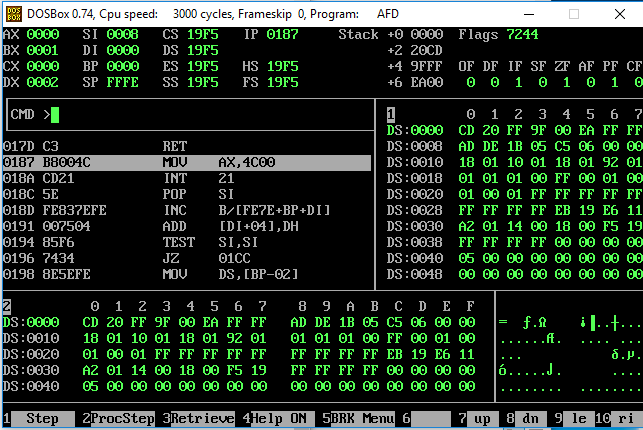 DOSBox 0.74, Cpu speed: 3000 cycles, Frameskip 0, Program: AFD
AX 0000 SI 0008 CS 19F5 IP 0187 Stack +0 0000 Flags 7244
BX 0001 DI 0000 DS 19F5 +2 20CD
CX 0000 BP 0000 ES 19F5 HS 19F5 +4 9FFF OF DF IF SF ZF AF PF CF
DX 0002 SP FFFE SS 19F5 FS 19F5 +6 EA00 0 0 1 0 1 0 1 0
CMD >
1 0 1 2 3 4 5 6 7
DS:0000 CD 20 FF 9F 00 EA FF FF
DS:0008 AD DE 1B 05 C5 06 00 00
DS:0010 18 01 10 01 18 01 92 01
DS:0018 01 01 01 00 FF 00 01 00
DS:0020 01 00 01 FF FF FF FF FF
DS:0028 FF FF FF FF EB 19 E6 11
DS:0030 A2 01 14 00 18 00 F5 19
DS:0038 FF FF FF FF 00 00 00 00
DS:0040 05 00 00 00 00 00 00 00
DS:0048 00 00 00 00 00 00 00 00
017D C3 RET
0187 B8004C MOV AX,4C00
018A CD21 INT 21
018C 5E POP SI
018D FE837EFE INC B/[FE7E+BP+DI]
0191 007504 ADD [DI+04],DH
0194 85F6 TEST SI,SI
0196 7434 JZ 01CC
0198 8E5EFE MOV DS,[BP-02]
2 0 1 2 3 4 5 6 7 8 9 A B C D E F
DS:0000 CD 20 FF 9F 00 EA FF FF AD DE 1B 05 C5 06 00 00
DS:0010 18 01 10 01 18 01 92 01 01 01 01 00 FF 00 01 00
DS:0020 01 00 01 FF FF FF FF FF FF FF FF FF EB 19 E6 11
DS:0030 A2 01 14 00 18 00 F5 19 FF FF FF FF 00 00 00 00
DS:0040 05 00 00 00 00 00 00 00 00 00 00 00 00 00 00 00
1 Step 2 ProcStep 3 Retrieve 4 Help ON 5 BRK Menu 6 7 up 8 dn 9 le 10 ri